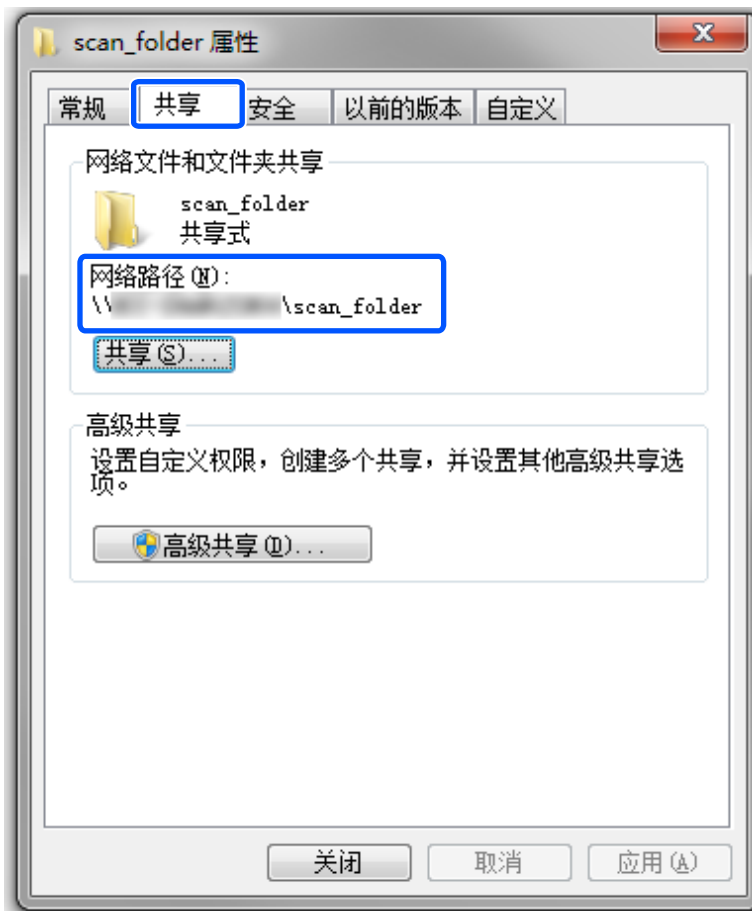 scan_folder 属性
常规 共享 安全 以前的版本 自定义
网络文件和文件夹共享
scan_folder
共享式
网络路径(N):
\\ \scan_folder
共享(S)...
高级共享
设置自定义权限，创建多个共享，并设置其他高级共享选
项。
高级共享(D)...
关闭 取消 应用(A)